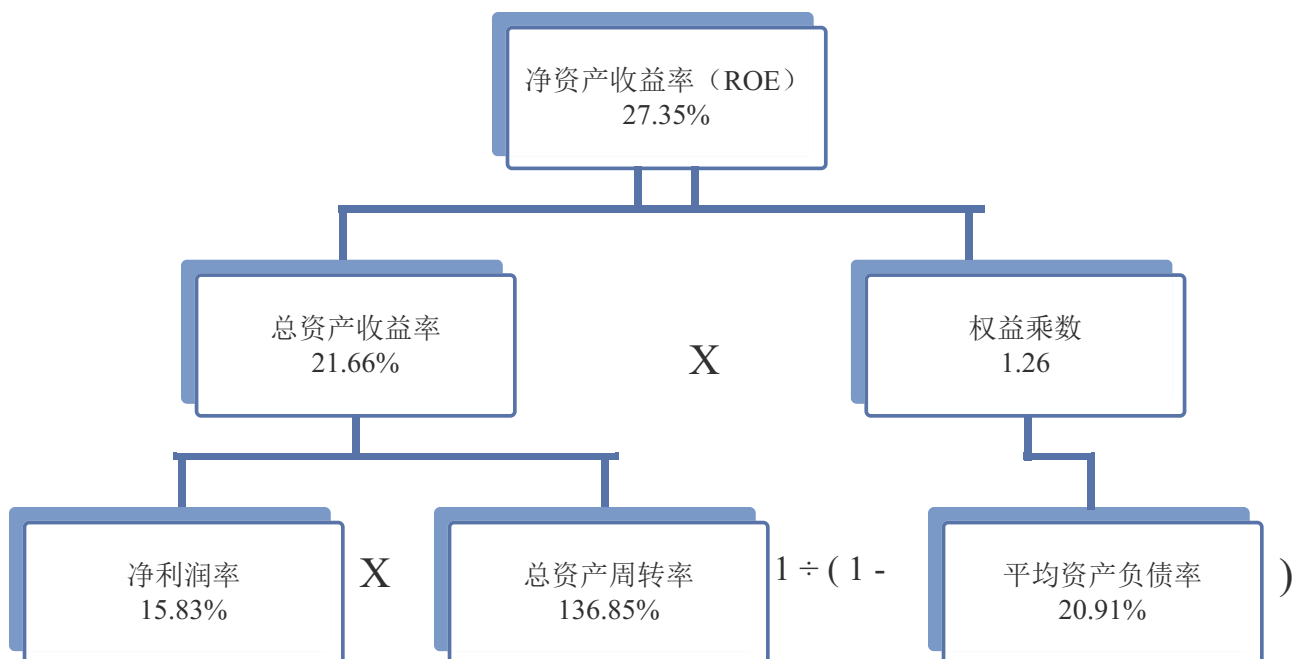 净资产收益率（ROE）
27.35%
总资产收益率
21.66%
X
权益乘数
1.26
净利润率
15.83%
X
总资产周转率
136.85%
1 ÷ ( 1 -
平均资产负债率
20.91%
)